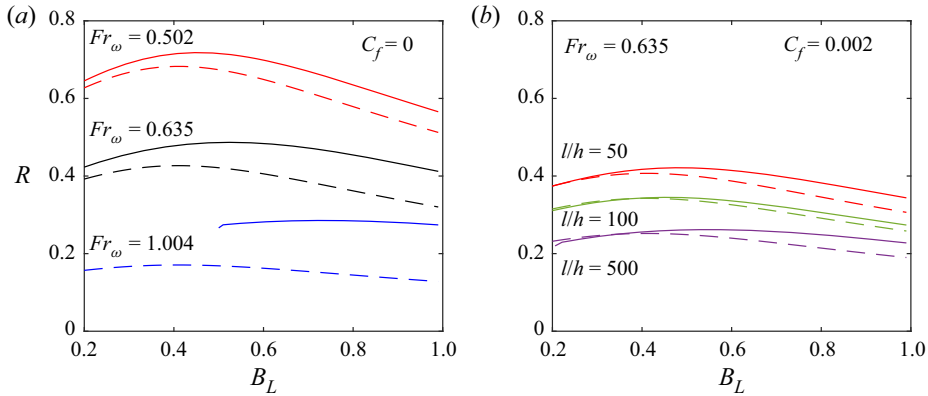 (a)
0.8
Fr_ω = 0.502
C_f = 0
0.6
Fr_ω = 0.635
R
0.4
Fr_ω = 1.004
0.2
0
0.2 0.4 0.6 0.8 1.0
B_L
(b)
0.8
Fr_ω = 0.635
C_f = 0.002
0.6
l/h = 50
0.4
l/h = 100
0.2
l/h = 500
0
0.2 0.4 0.6 0.8 1.0
B_L